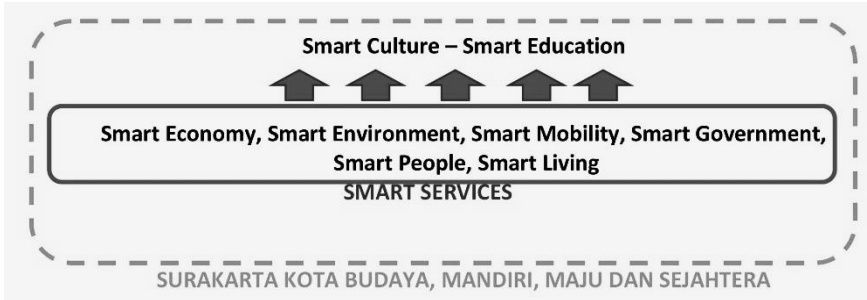 Smart Culture – Smart Education
Smart Economy, Smart Environment, Smart Mobility, Smart Government,
Smart People, Smart Living
SMART SERVICES
SURAKARTA KOTA BUDAYA, MANDIRI, MAJU DAN SEJAHTERA